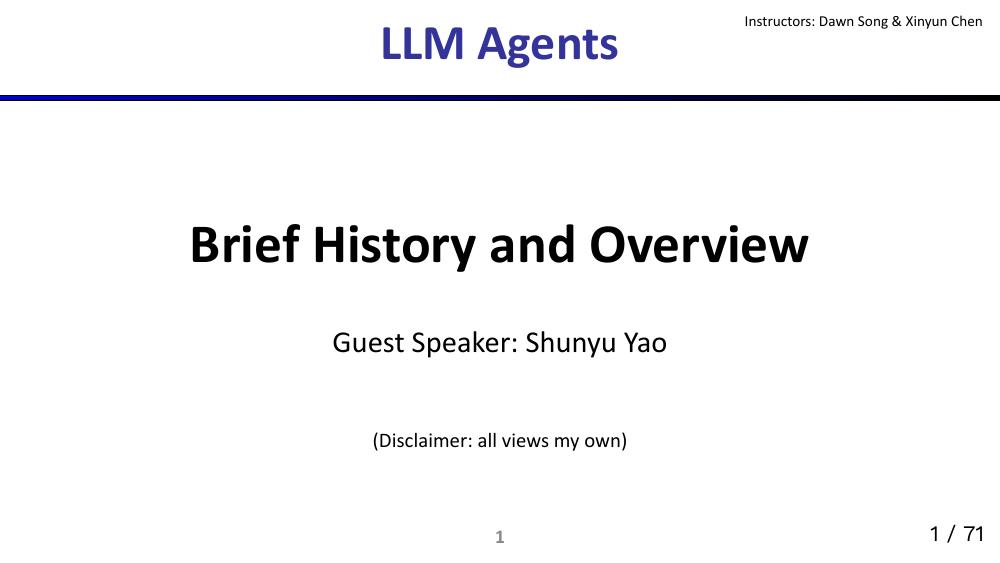 Instructors: Dawn Song & Xinyun Chen
LLM Agents
Brief History and Overview
Guest Speaker: Shunyu Yao
(Disclaimer: all views my own)
1
1 / 71